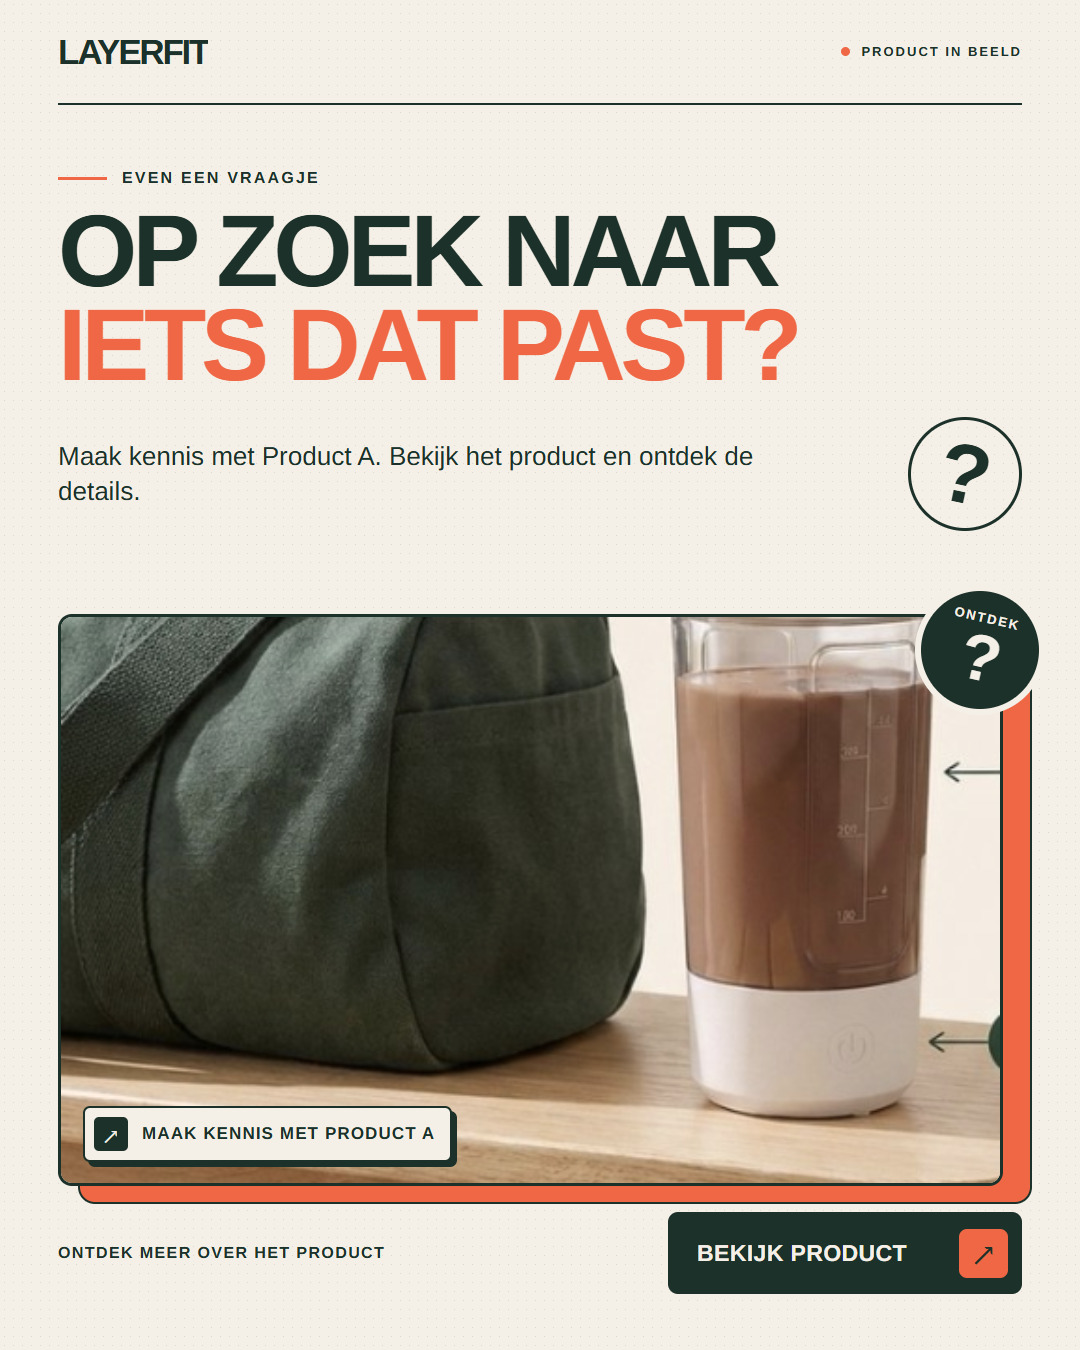 LAYERFIT
PRODUCT IN BEELD
EVEN EEN VRAAGJE
OP ZOEK NAAR
IETS DAT PAST?
Maak kennis met Product A. Bekijk het product en ontdek de
details.
?
ONTDEK
?
MAAK KENNIS MET PRODUCT A
ONTDEK MEER OVER HET PRODUCT
BEKIJK PRODUCT